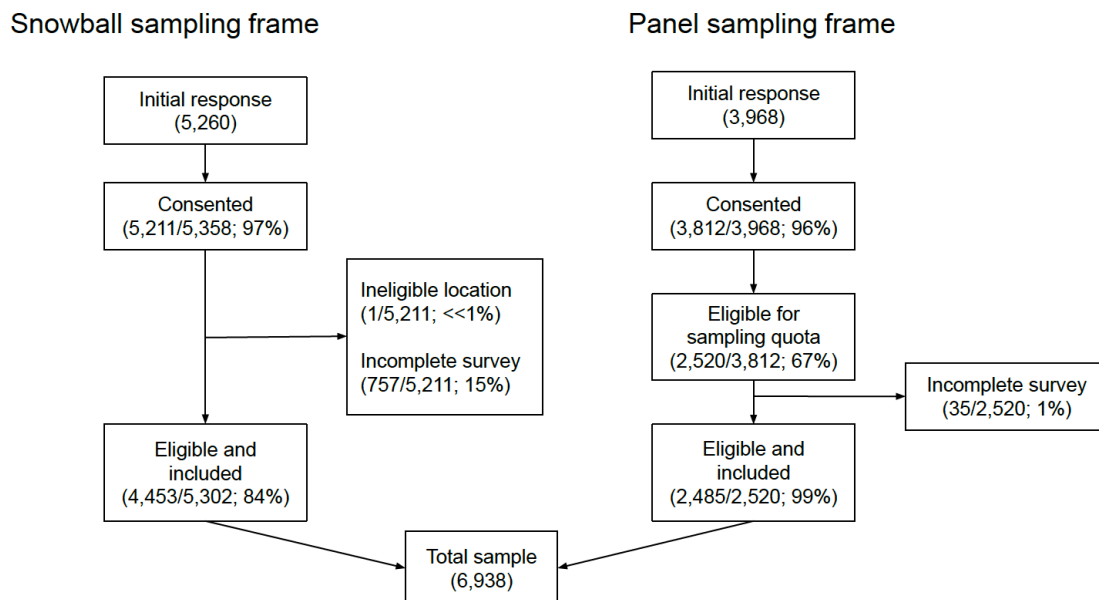 Snowball sampling frame
Initial response
(5,260)
Consented
(5,211/5,358; 97%)
Ineligible location
(1/5,211; <<1%)
Incomplete survey
(757/5,211; 15%)
Eligible and
included
(4,453/5,302; 84%)
Panel sampling frame
Initial response
(3,968)
Consented
(3,812/3,968; 96%)
Eligible for
sampling quota
(2,520/3,812; 67%)
Incomplete survey
(35/2,520; 1%)
Eligible and
included
(2,485/2,520; 99%)
Total sample
(6,938)